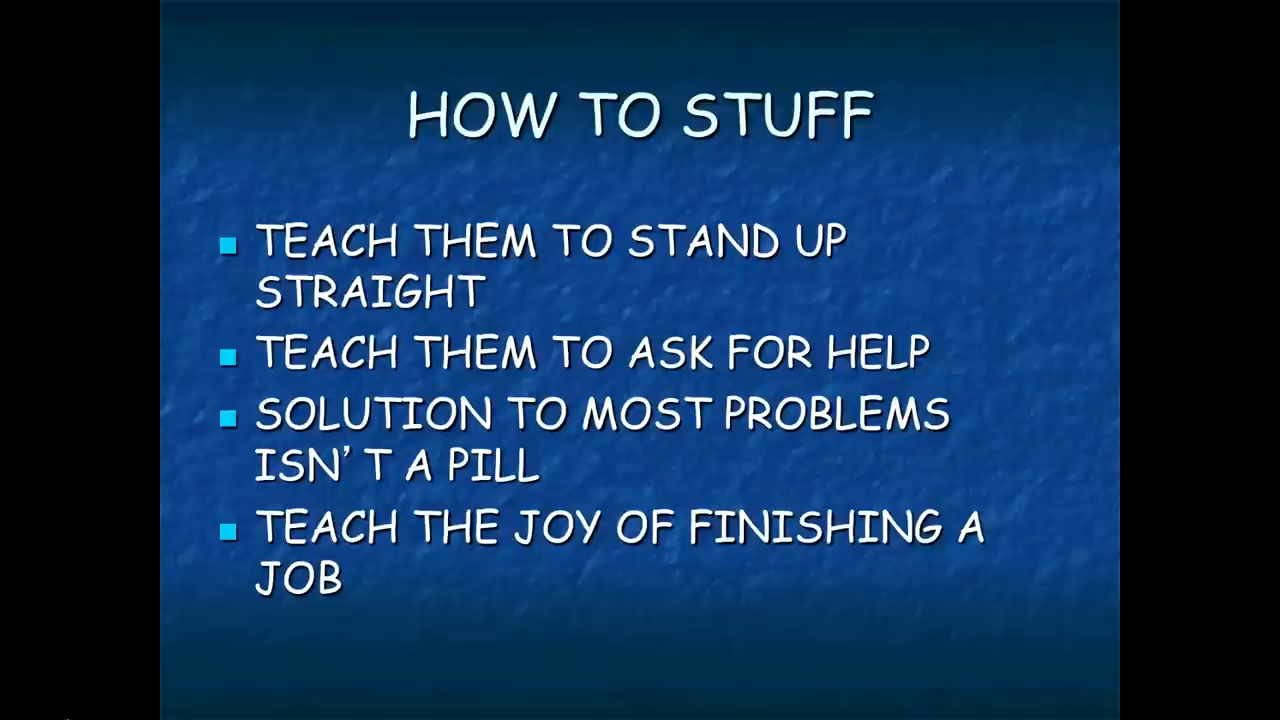 HOW TO STUFF
TEACH THEM TO STAND UP
STRAIGHT
TEACH THEM TO ASK FOR HELP
SOLUTION TO MOST PROBLEMS
ISN’T A PILL
TEACH THE JOY OF FINISHING A
JOB